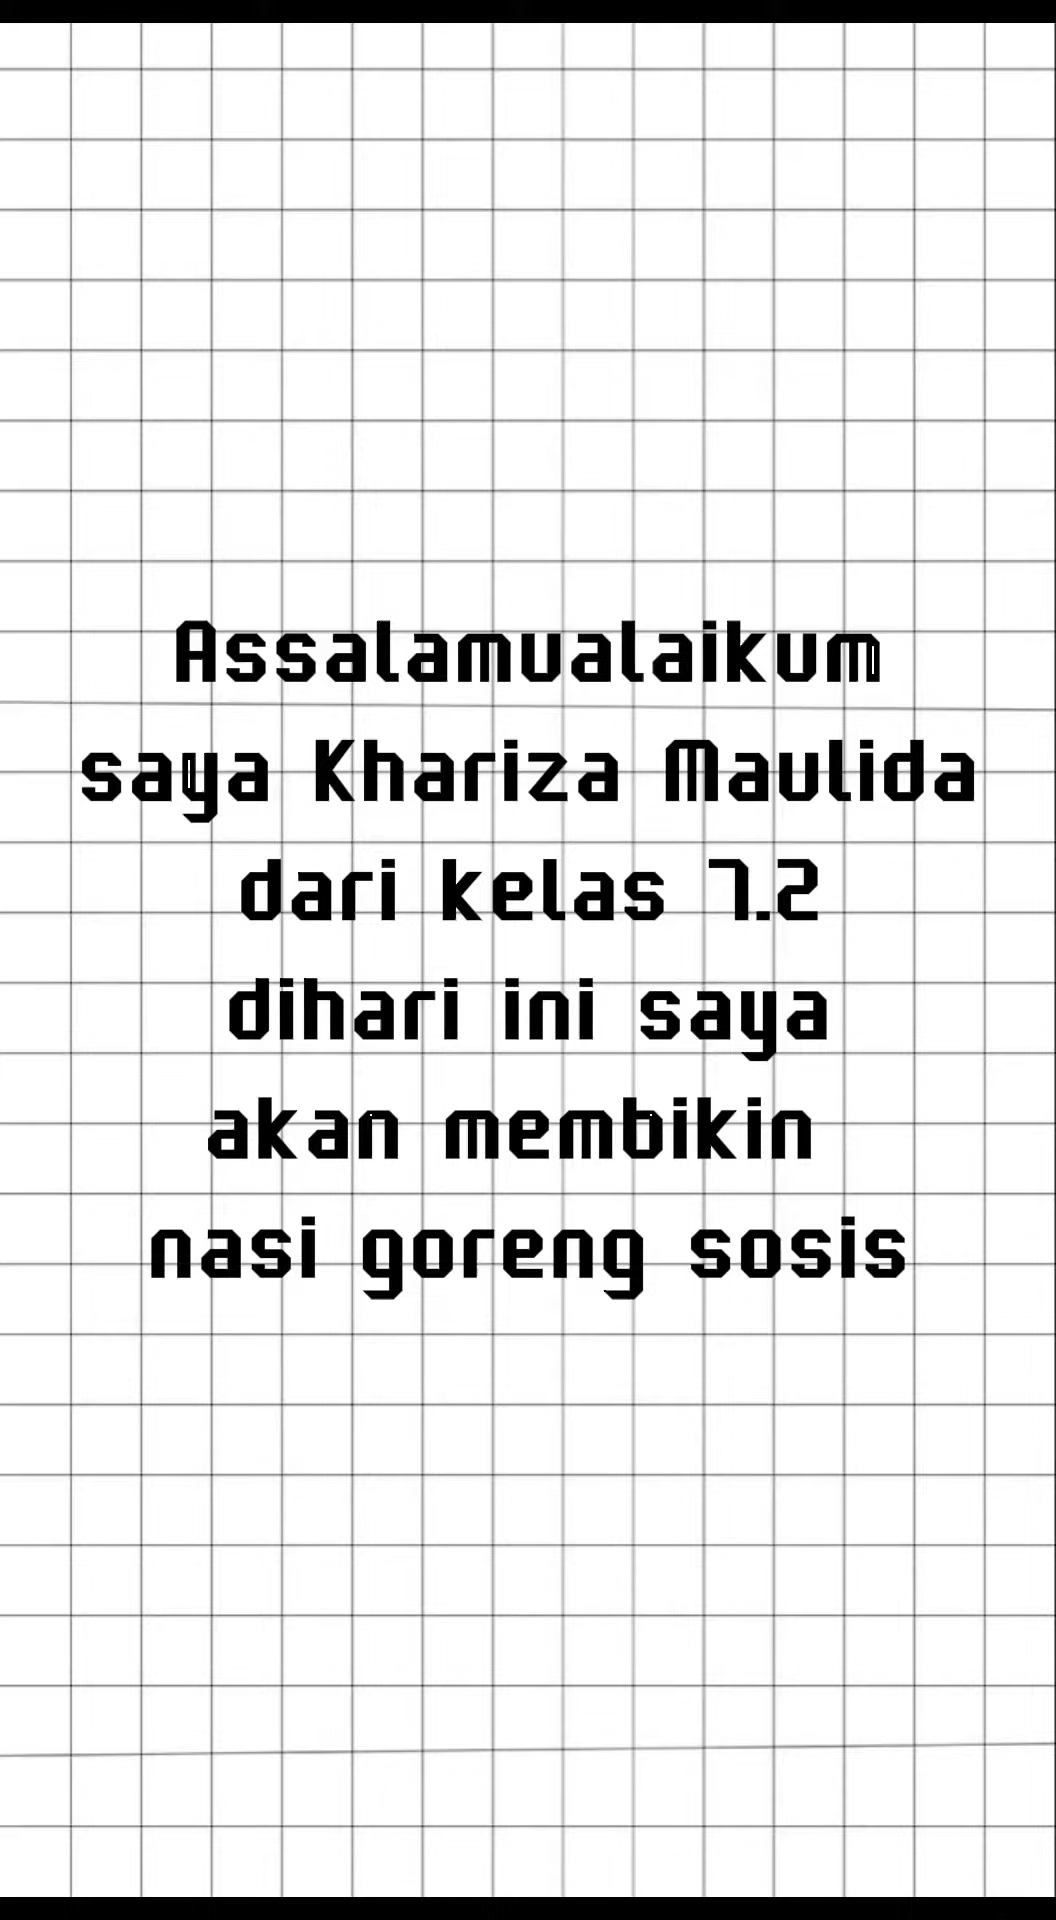 Assalamualaikum
saya Khariza Maulida
dari kelas 7.2
dihari ini saya
akan membikin
nasi goreng sosis